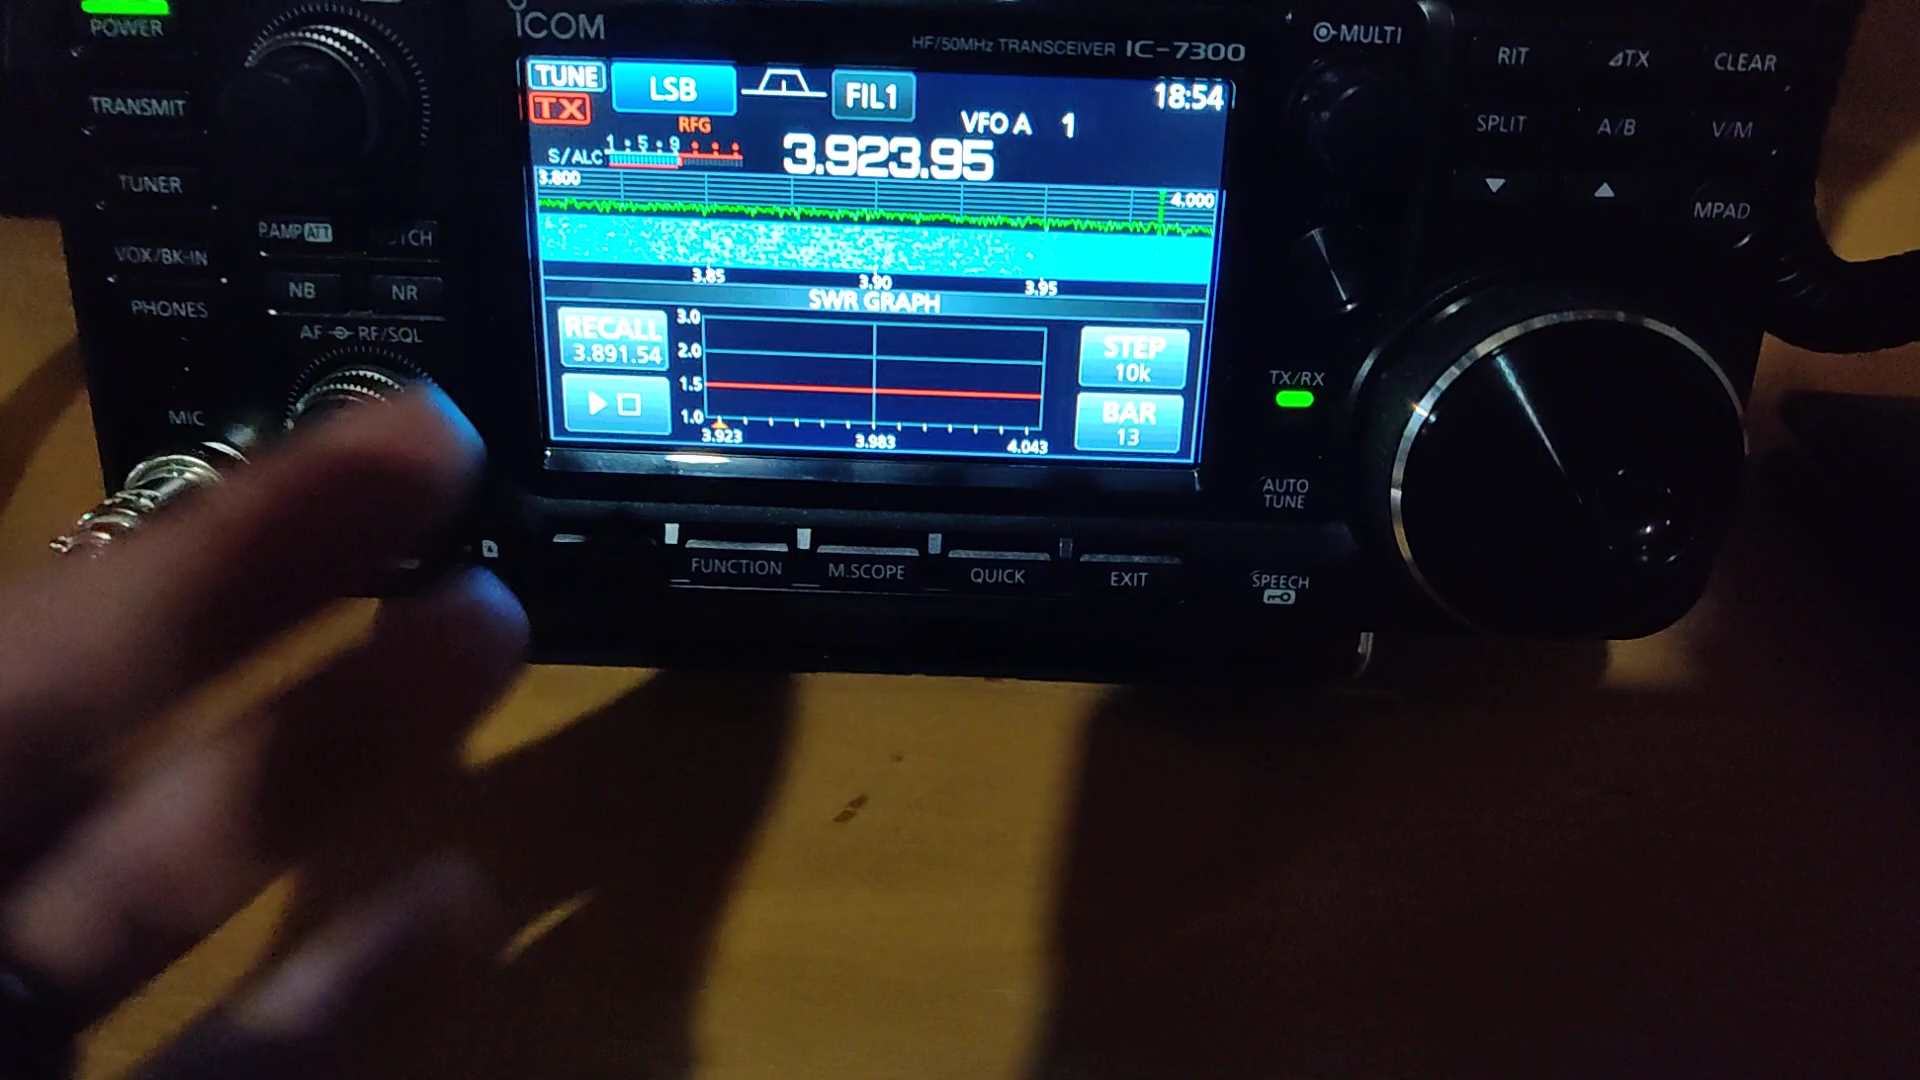 POWER
ICOM
HF/50MHz TRANSCEIVER IC-7300
MULTI
RIT
⊿TX
CLEAR
TRANSMIT
TUNE
LSB
FIL1
18:54
TX
RFG
VFO A 1
SPLIT
A/B
V/M
1 · 5 · 9
S/ALC
3.923.95
TUNER
3.800
4.000
MPAD
P.AMP ATT
NOTCH
VOX/BK-IN
3.85
3.90
3.95
NB
NR
SWR GRAPH
PHONES
AF RF/SQL
RECALL
3.891.54
3.0
2.0
1.5
1.0
STEP
10k
TX/RX
BAR
13
MIC
3.923
3.983
4.043
AUTO
TUNE
FUNCTION
M.SCOPE
QUICK
EXIT
SPEECH